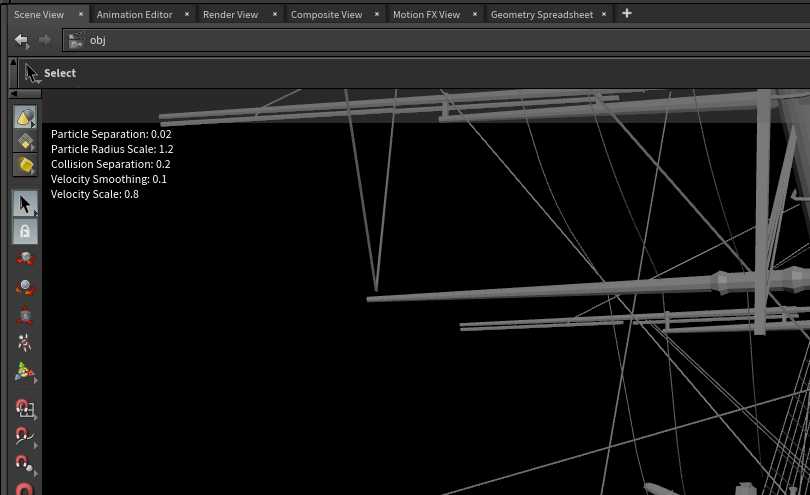 Scene View
Animation Editor
Render View
Composite View
Motion FX View
Geometry Spreadsheet
obj
Select
Particle Separation: 0.02
Particle Radius Scale: 1.2
Collision Separation: 0.2
Velocity Smoothing: 0.1
Velocity Scale: 0.8